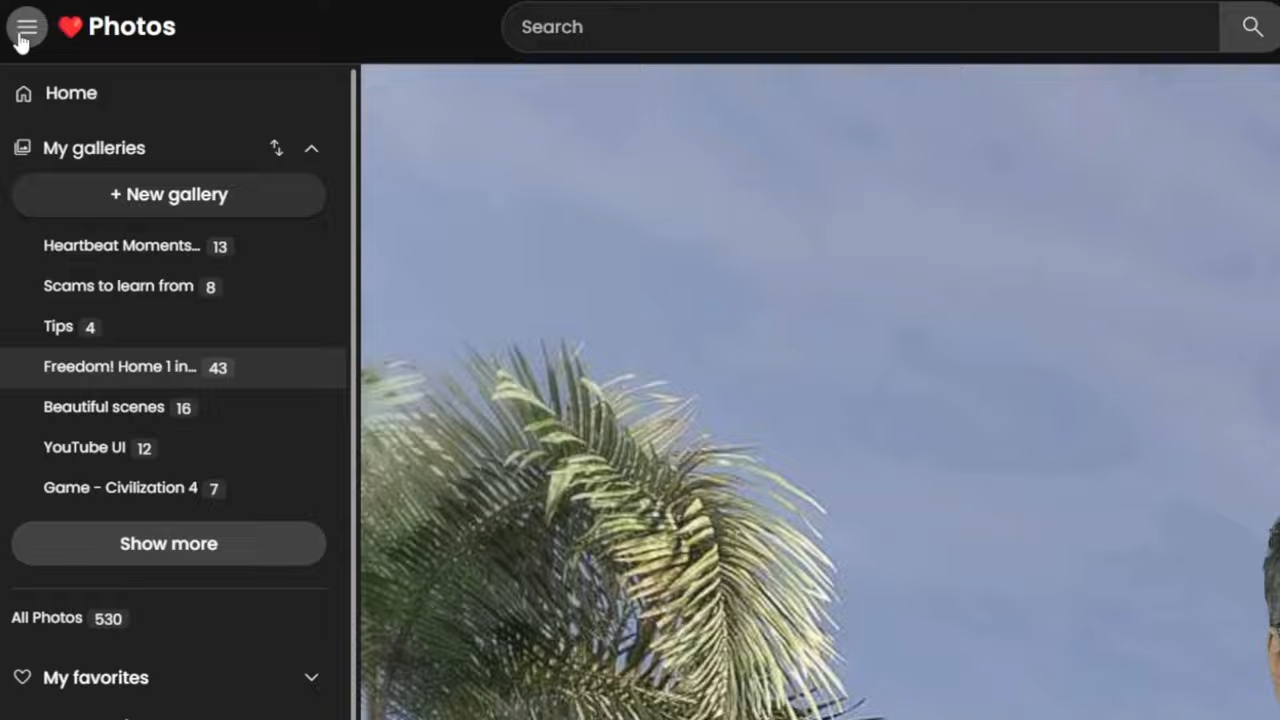 Photos
Search
Home
My galleries
+ New gallery
Heartbeat Moments... 13
Scams to learn from 8
Tips 4
Freedom! Home 1 in... 43
Beautiful scenes 16
YouTube UI 12
Game - Civilization 4 7
Show more
All Photos 530
My favorites